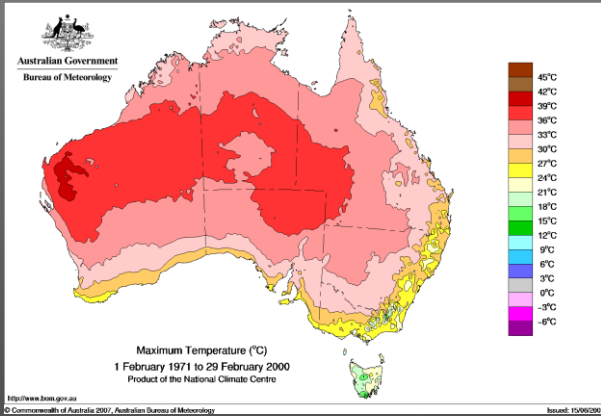 Australian Government
Bureau of Meteorology
45°C
42°C
39°C
36°C
33°C
30°C
27°C
24°C
21°C
18°C
15°C
12°C
9°C
6°C
3°C
0°C
-3°C
-6°C
Maximum Temperature (°C)
1 February 1971 to 29 February 2000
Product of the National Climate Centre
http://www.bom.gov.au
© Commonwealth of Australia 2007, Australian Bureau of Meteorology
Issued: